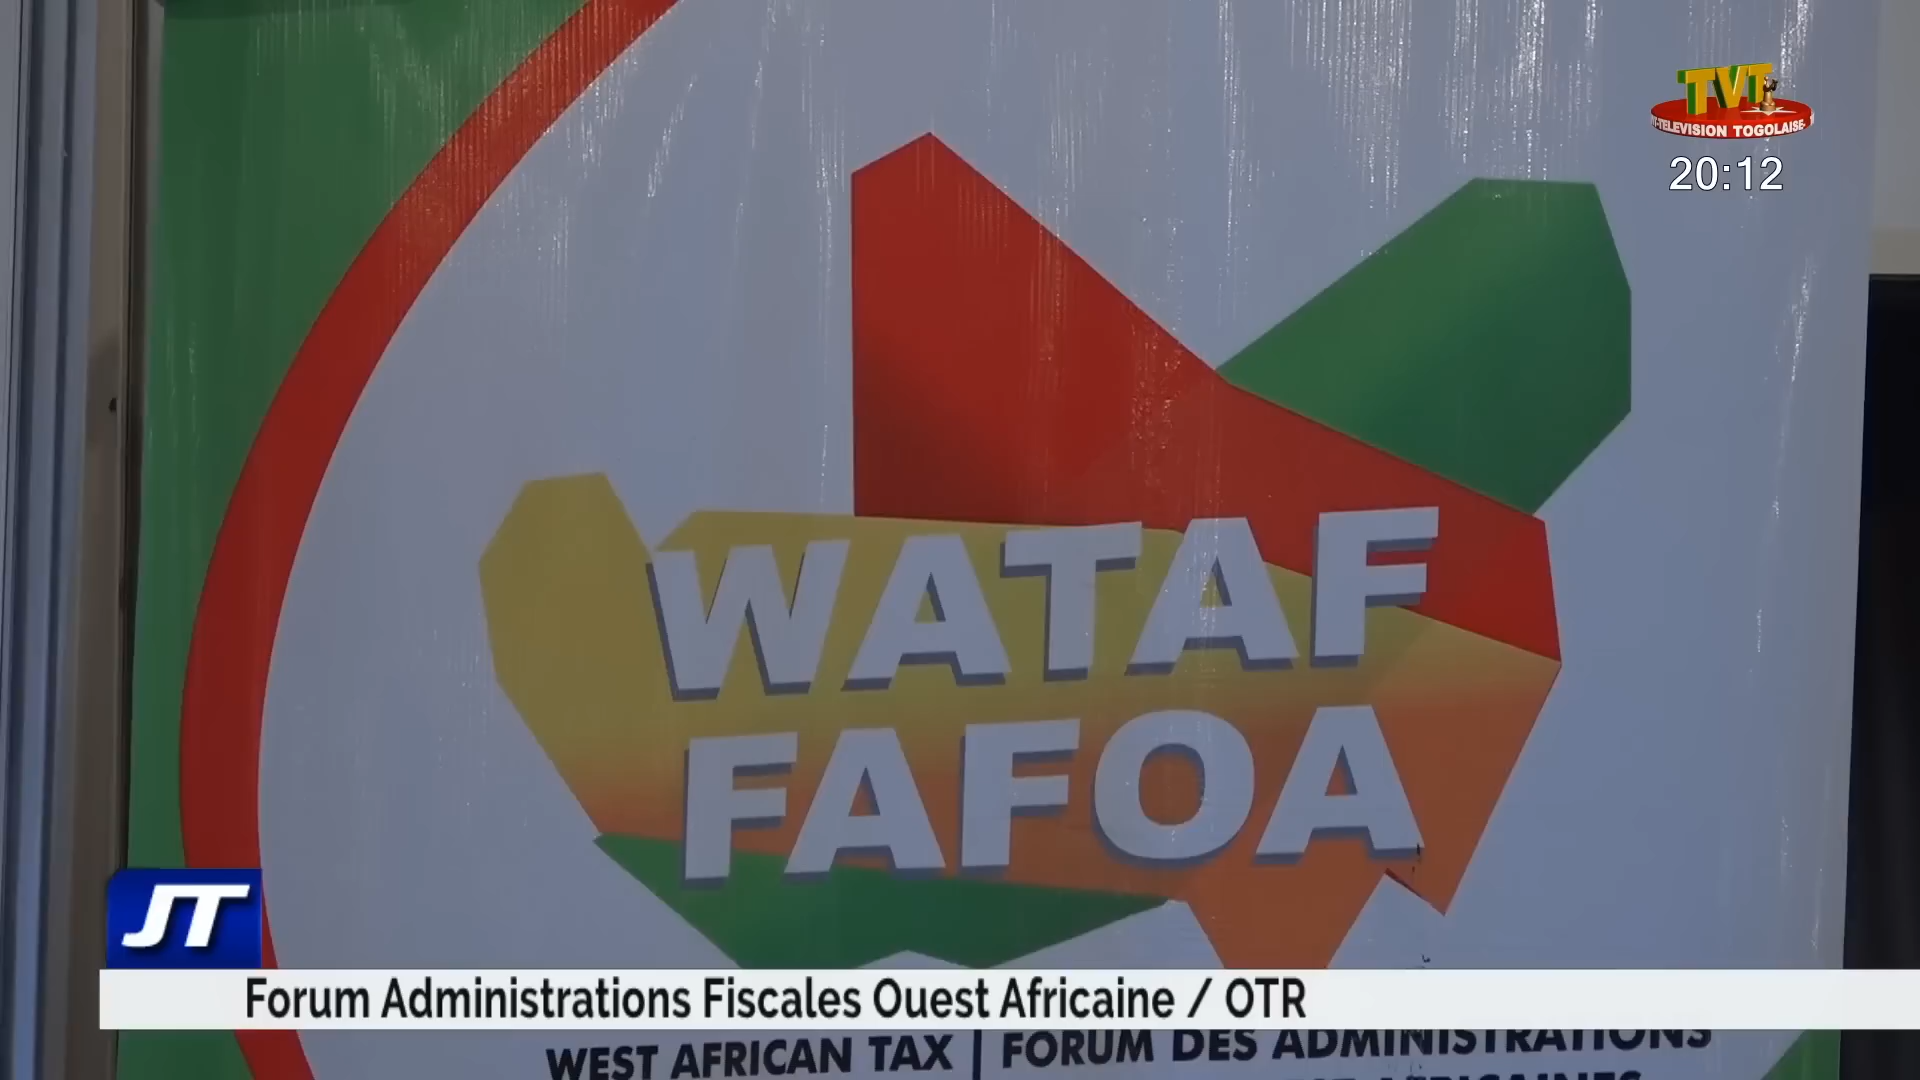 TVT
TELEVISION TOGOLAISE
20:12
WATAF
FAFOA
JT
Forum Administrations Fiscales Ouest Africaine / OTR
WEST AFRICAN TAX | FORUM DES ADMINISTRATIONS